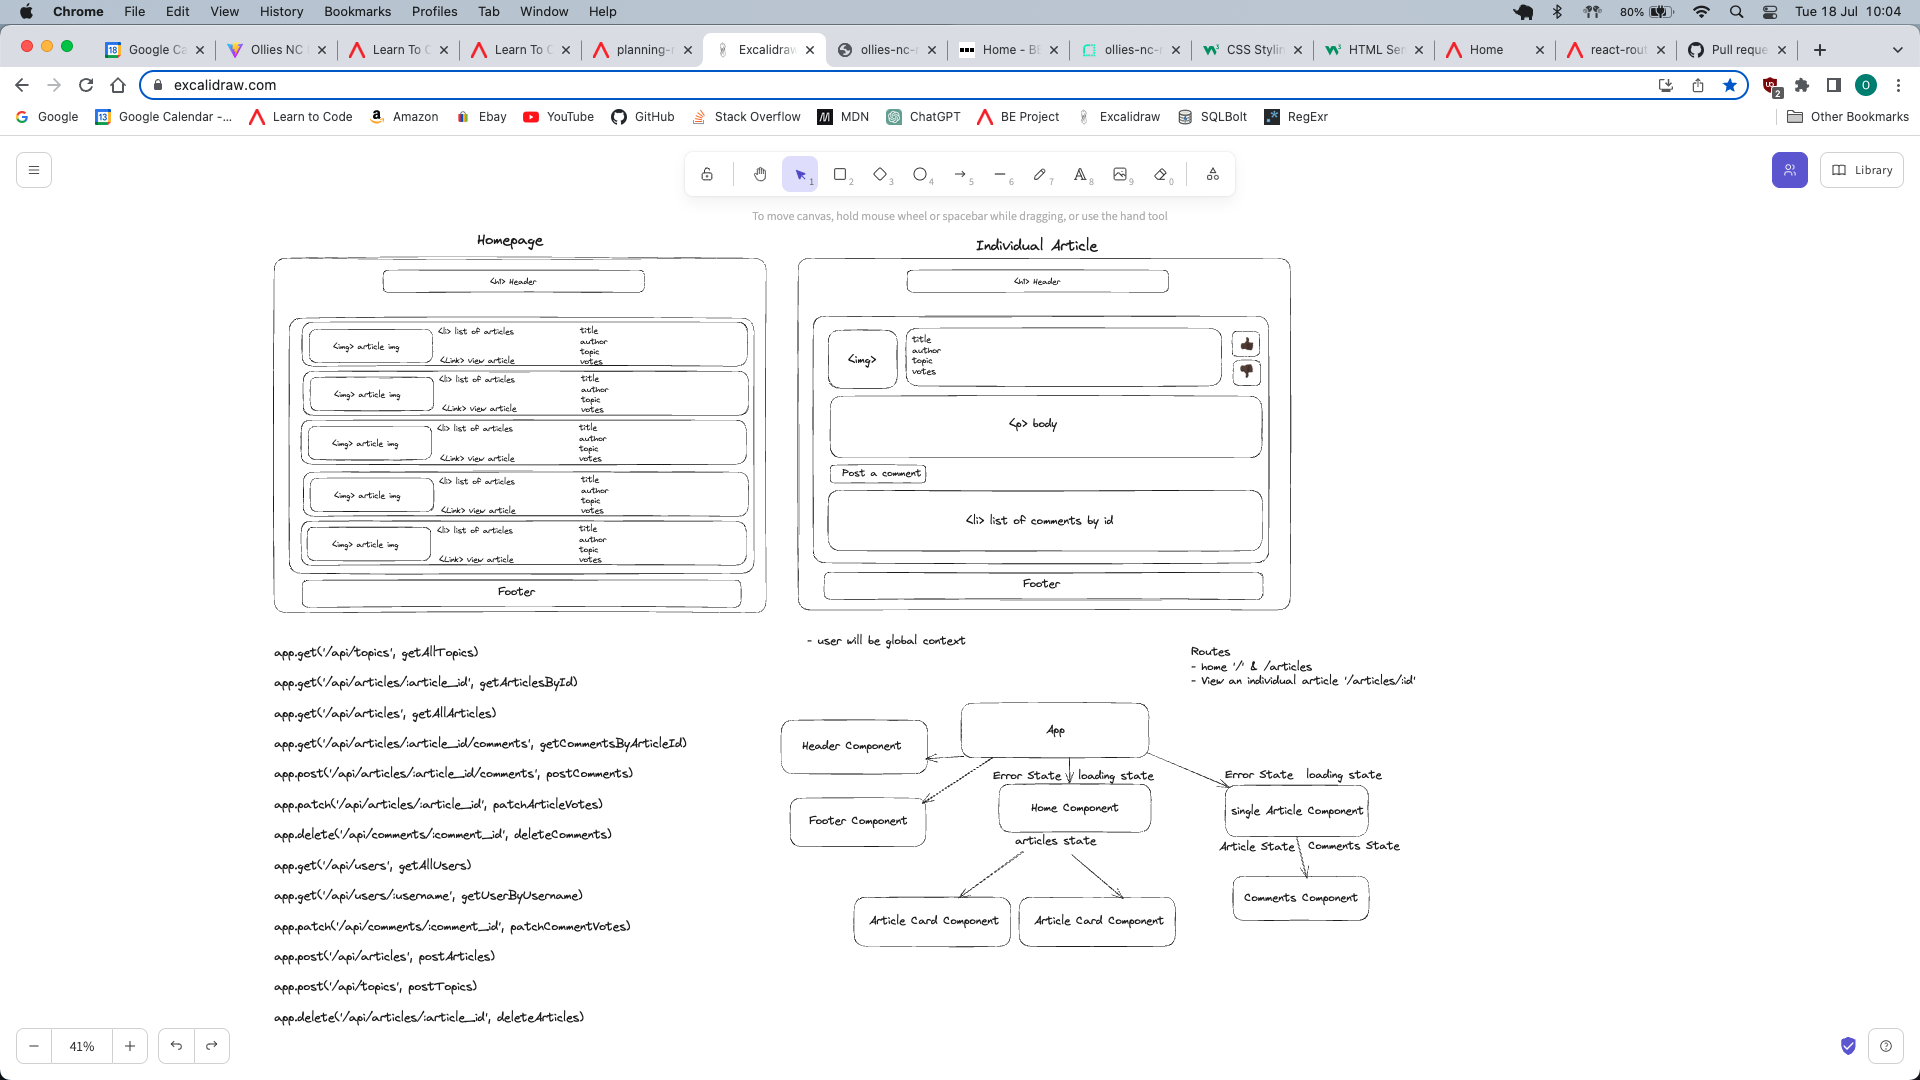 Chrome File Edit View History Bookmarks Profiles Tab Window Help 80% Tue 18 Jul 10:04
Google Ca Ollies NC Learn To C Learn To C planning- Excalidraw ollies-nc- Home - BE ollies-nc- CSS Stylin HTML Sem Home react-rout Pull reque
excalidraw.com
2
O
Google Google Calendar -... Learn to Code Amazon Ebay YouTube GitHub Stack Overflow MDN ChatGPT BE Project Excalidraw SQLBolt RegExr Other Bookmarks
1 2 3 4 5 6 7 8 9 0
Library
To move canvas, hold mouse wheel or spacebar while dragging, or use the hand tool
Homepage
<h1> Header
<img> article img
<li> list of articles
<Link> view article
title
author
topic
votes
<img> article img
<li> list of articles
<Link> view article
title
author
topic
votes
<img> article img
<li> list of articles
<Link> view article
title
author
topic
votes
<img> article img
<li> list of articles
<Link> view article
title
author
topic
votes
<img> article img
<li> list of articles
<Link> view article
title
author
topic
votes
Footer
Individual Article
<h1> Header
<img>
title
author
topic
votes
<p> body
Post a comment
<li> list of comments by id
Footer
app.get('/api/topics', getAllTopics)
app.get('/api/articles/:article_id', getArticlesById)
app.get('/api/articles', getAllArticles)
app.get('/api/articles/:article_id/comments', getCommentsByArticleId)
app.post('/api/articles/:article_id/comments', postComments)
app.patch('/api/articles/:article_id', patchArticleVotes)
app.delete('/api/comments/:comment_id', deleteComments)
app.get('/api/users', getAllUsers)
app.get('/api/users/:username', getUserByUsername)
app.patch('/api/comments/:comment_id', patchCommentVotes)
app.post('/api/articles', postArticles)
app.post('/api/topics', postTopics)
app.delete('/api/articles/:article_id', deleteArticles)
- user will be global context
Routes
- home '/' & /articles
- View an individual article '/articles/:id'
App
Header Component
Footer Component
Error State loading state
Home Component
articles state
Article Card Component
Article Card Component
Error State loading state
single Article Component
Article State Comments State
Comments Component
41%